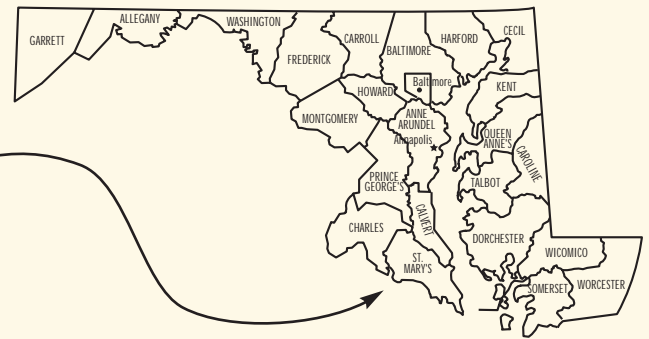 GARRETT
ALLEGANY
WASHINGTON
FREDERICK
CARROLL
BALTIMORE
HARFORD
CECIL
Baltimore
HOWARD
KENT
MONTGOMERY
ANNE
ARUNDEL
Annapolis
QUEEN
ANNE'S
CAROLINE
PRINCE
GEORGE'S
TALBOT
CALVERT
CHARLES
ST.
MARY'S
DORCHESTER
WICOMICO
SOMERSET
WORCESTER